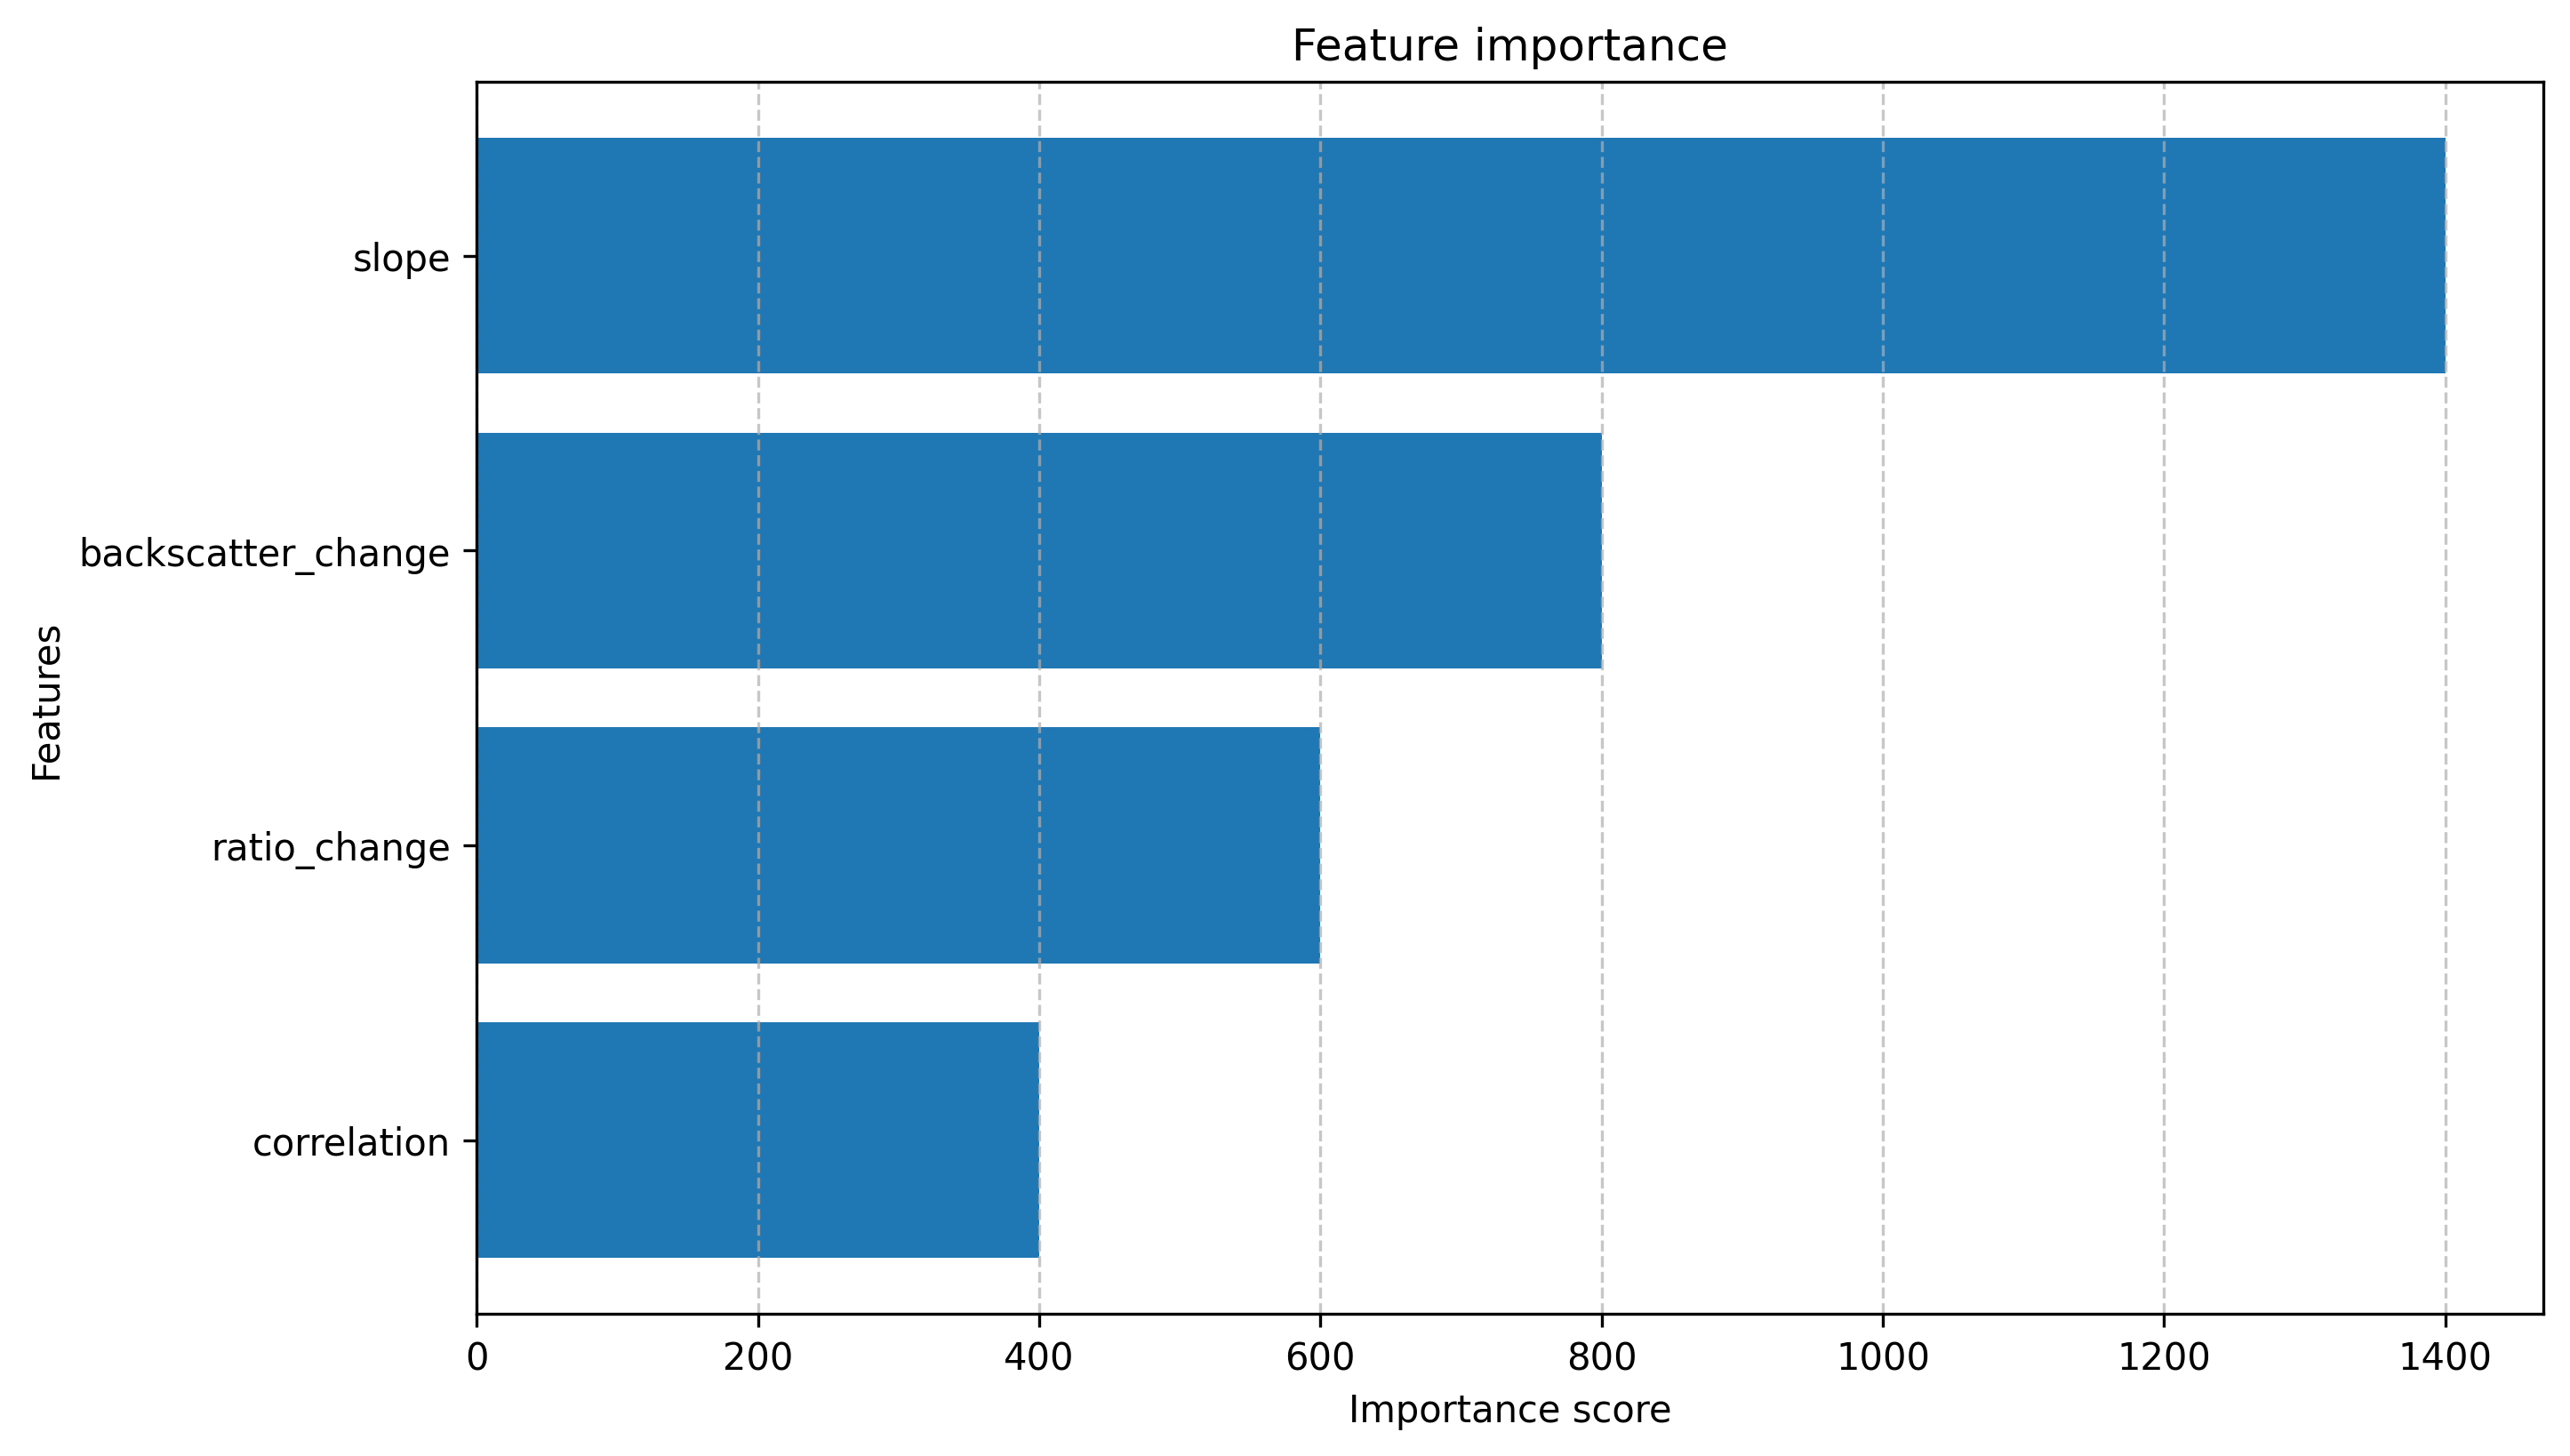 Feature importance
slope
backscatter_change
ratio_change
correlation
Features
0 200 400 600 800 1000 1200 1400
Importance score